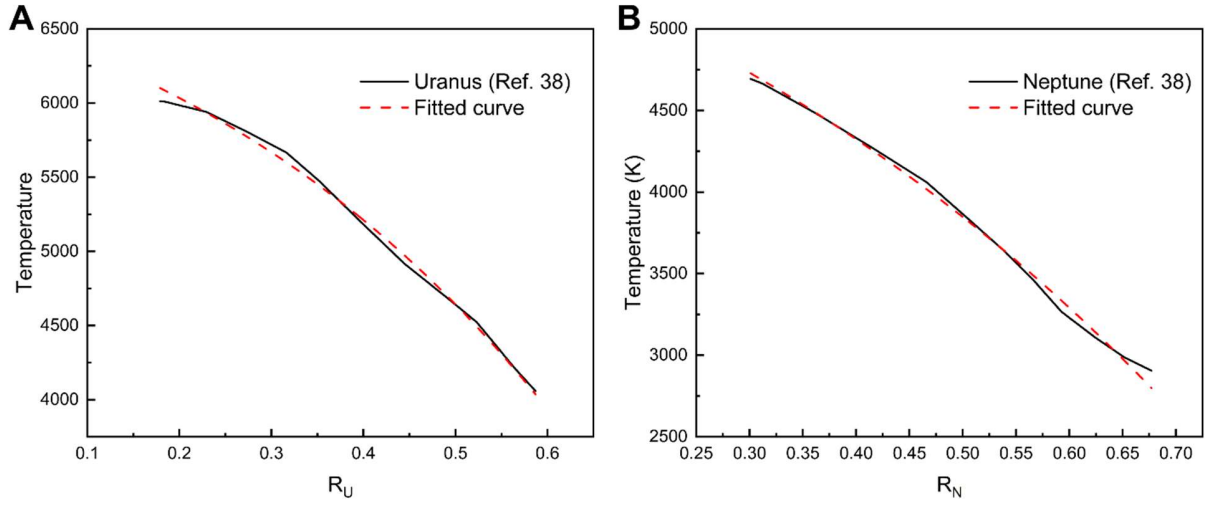 A
6500
6000
5500
5000
4500
4000
Temperature
Uranus (Ref. 38)
Fitted curve
0.1 0.2 0.3 0.4 0.5 0.6
R_U
B
5000
4500
4000
3500
3000
2500
Temperature (K)
Neptune (Ref. 38)
Fitted curve
0.25 0.30 0.35 0.40 0.45 0.50 0.55 0.60 0.65 0.70
R_N